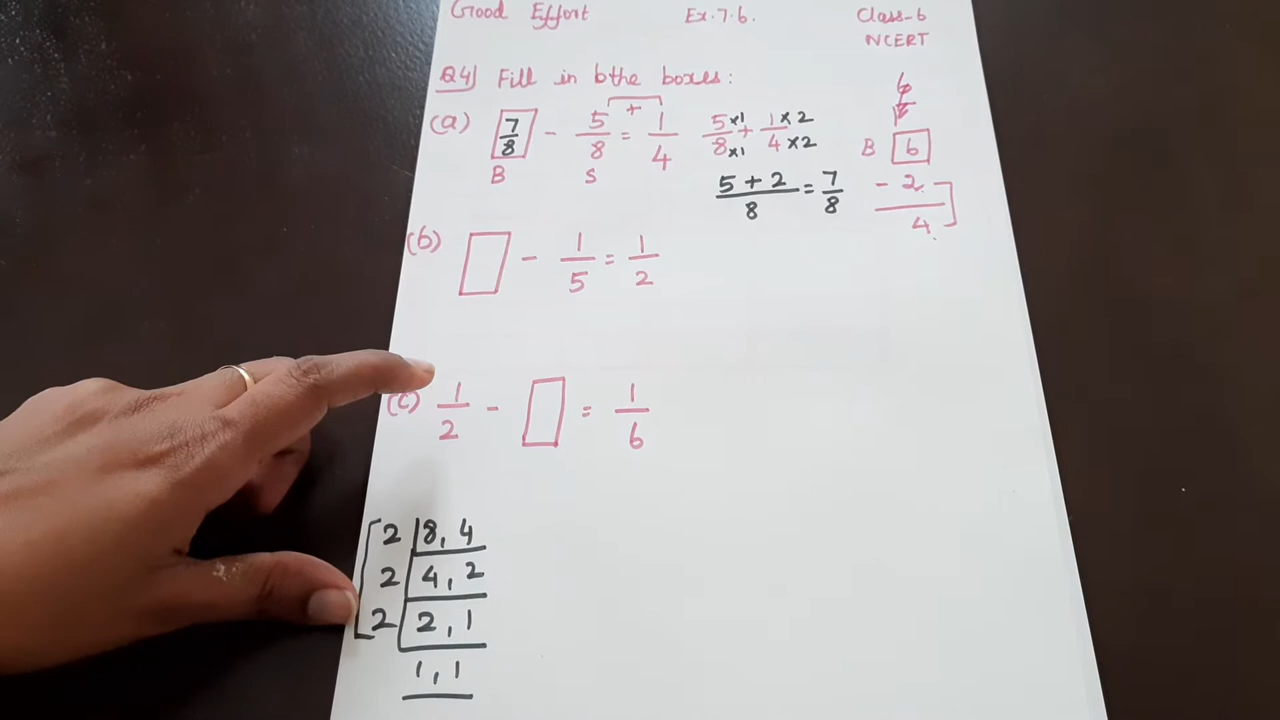 Good Effort Ex. 7.6. Class-6
NCERT
Q4) Fill in bthe boxes:
(a) 7/8 - 5/8 = 1/4
+
B S
5×1/8×1 + 1×2/4×2
5+2/8 = 7/8
6
B 6
- 2
4
(b) □ - 1/5 = 1/2
(c) 1/2 - □ = 1/6
2 | 8, 4
2 | 4, 2
2 | 2, 1
1, 1